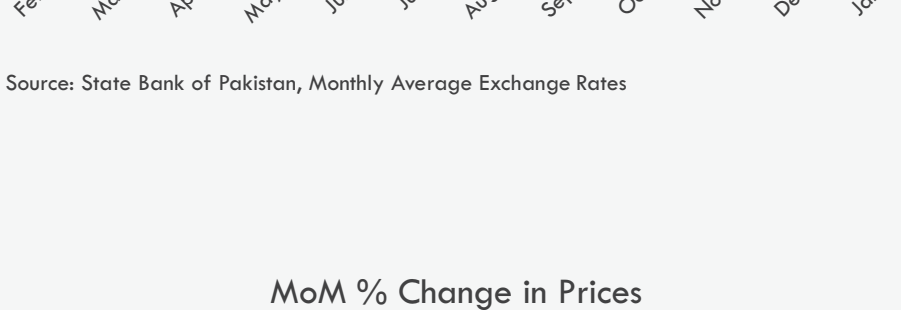 Source: State Bank of Pakistan, Monthly Average Exchange Rates
MoM % Change in Prices